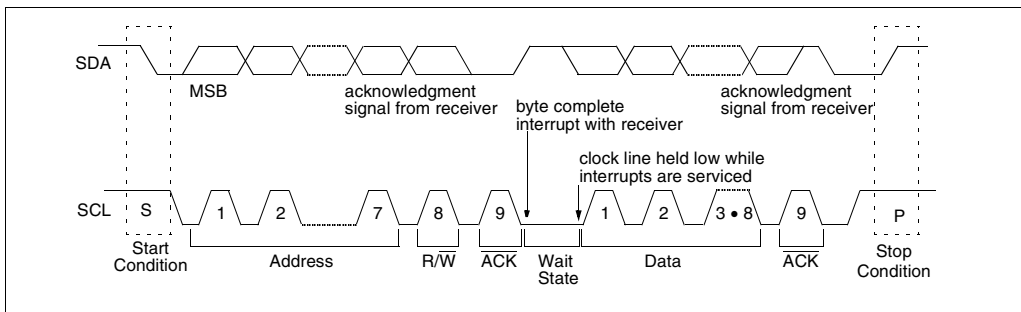 SDA
MSB
acknowledgment
signal from receiver
byte complete
interrupt with receiver
acknowledgment
signal from receiver
clock line held low while
interrupts are serviced
SCL
S
1
2
7
8
9
1
2
3 • 8
9
P
Start
Condition
Address
R/W̅
A̅C̅K̅
Wait
State
Data
A̅C̅K̅
Stop
Condition